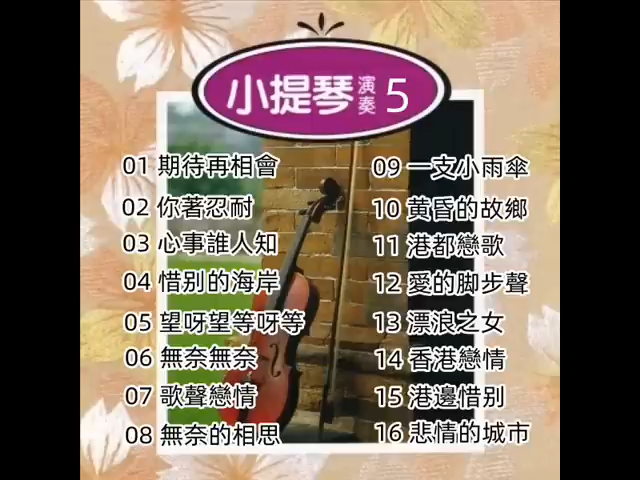 小提琴演奏5
01 期待再相會
02 你著忍耐
03 心事誰人知
04 惜别的海岸
05 望呀望等呀等
06 無奈無奈
07 歌聲戀情
08 無奈的相思
09 一支小雨傘
10 黄昏的故鄉
11 港都戀歌
12 愛的脚步聲
13 漂浪之女
14 香港戀情
15 港邊惜别
16 悲情的城市